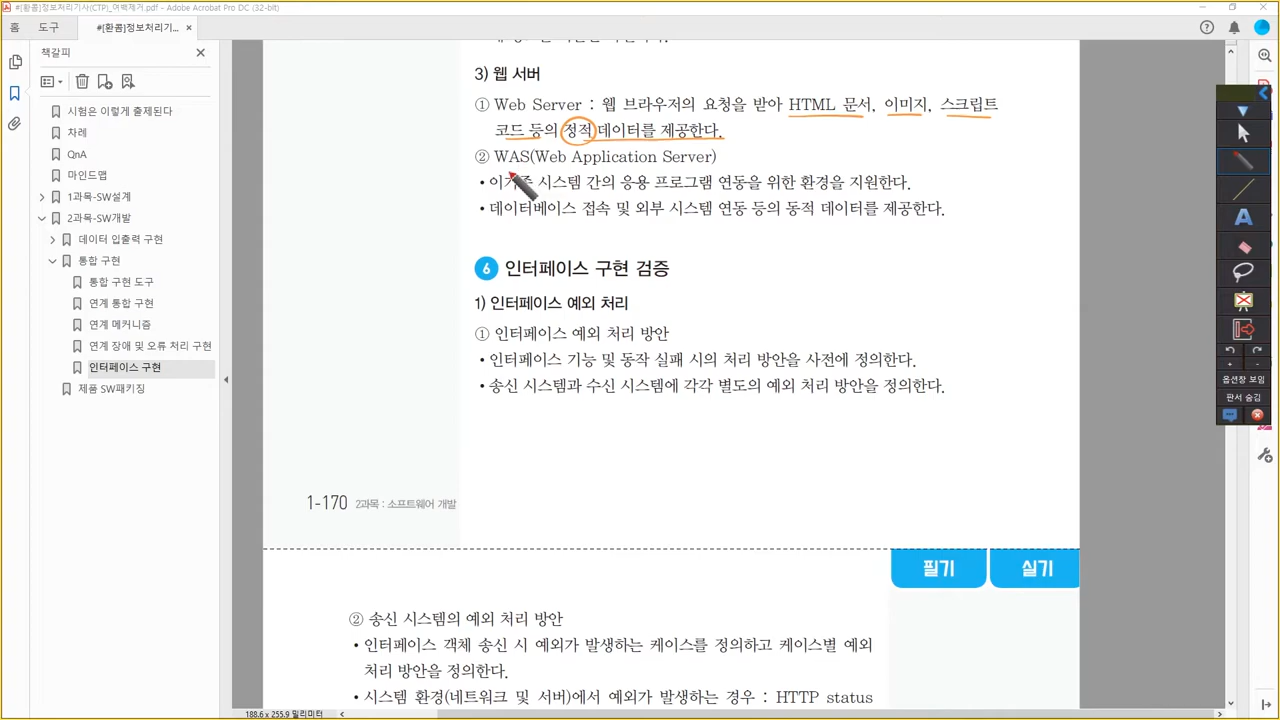 #[환콤]정보처리기사(CTP)_여백제거.pdf - Adobe Acrobat Pro DC (32-bit)
홈 도구 #[환콤]정보처리기... ×
책갈피
시험은 이렇게 출제된다
차례
QnA
마인드맵
1과목-SW설계
2과목-SW개발
데이터 입출력 구현
통합 구현
통합 구현 도구
연계 통합 구현
연계 메커니즘
연계 장애 및 오류 처리 구현
인터페이스 구현
제품 SW패키징
3) 웹 서버
① Web Server : 웹 브라우저의 요청을 받아 HTML 문서, 이미지, 스크립트
코드 등의 정적 데이터를 제공한다.
② WAS(Web Application Server)
• 이기종 시스템 간의 응용 프로그램 연동을 위한 환경을 지원한다.
• 데이터베이스 접속 및 외부 시스템 연동 등의 동적 데이터를 제공한다.
6 인터페이스 구현 검증
1) 인터페이스 예외 처리
① 인터페이스 예외 처리 방안
• 인터페이스 기능 및 동작 실패 시의 처리 방안을 사전에 정의한다.
• 송신 시스템과 수신 시스템에 각각 별도의 예외 처리 방안을 정의한다.
1-170 2과목 : 소프트웨어 개발
필기 실기
② 송신 시스템의 예외 처리 방안
• 인터페이스 객체 송신 시 예외가 발생하는 케이스를 정의하고 케이스별 예외
처리 방안을 정의한다.
• 시스템 환경(네트워크 및 서버)에서 예외가 발생하는 경우 : HTTP status
188.6 x 255.9 밀리미터
A
옵션창 보임
판서 숨김